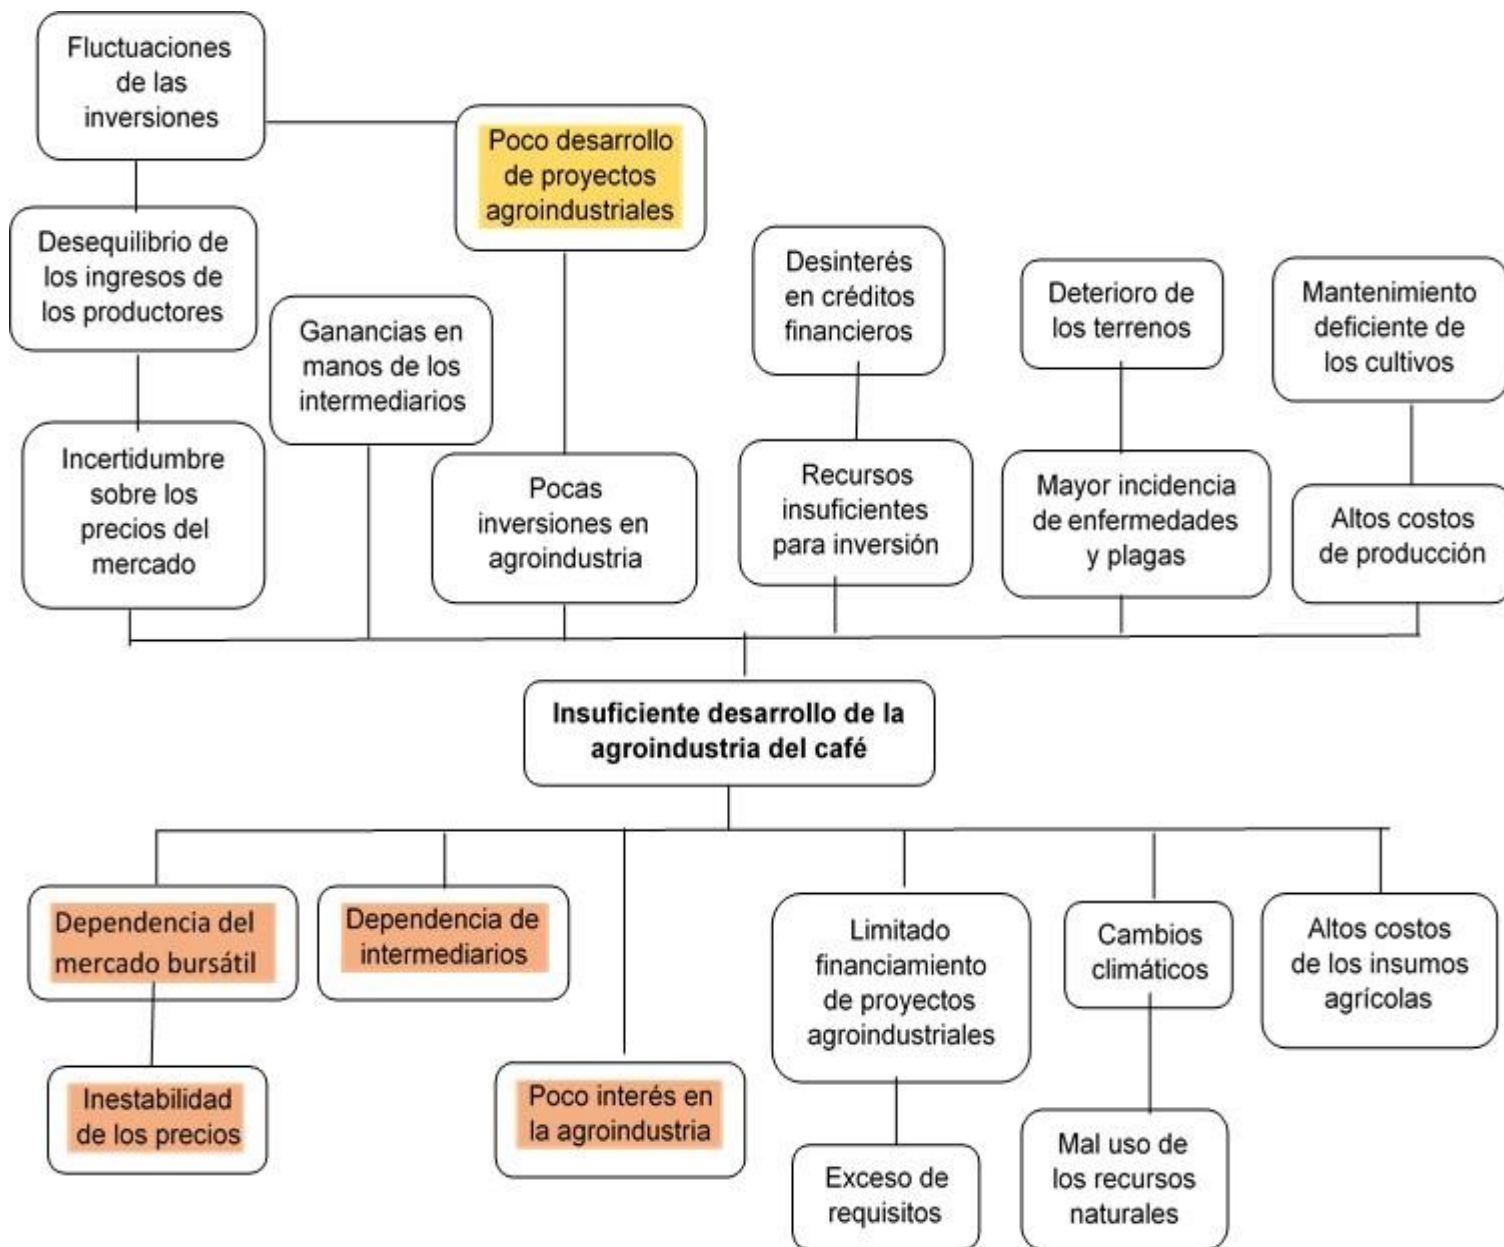 Fluctuaciones
de las
inversiones
Poco desarrollo
de proyectos
agroindustriales
Desequilibrio de
los ingresos de
los productores
Ganancias en
manos de los
intermediarios
Desinterés
en créditos
financieros
Deterioro de
los terrenos
Mantenimiento
deficiente de
los cultivos
Incertidumbre
sobre los
precios del
mercado
Pocas
inversiones en
agroindustria
Recursos
insuficientes
para inversión
Mayor incidencia
de enfermedades
y plagas
Altos costos
de producción
Insuficiente desarrollo de la
agroindustria del café
Dependencia del
mercado bursátil
Dependencia de
intermediarios
Limitado
financiamiento
de proyectos
agroindustriales
Cambios
climáticos
Altos costos
de los insumos
agrícolas
Inestabilidad
de los precios
Poco interés en
la agroindustria
Exceso de
requisitos
Mal uso de
los recursos
naturales